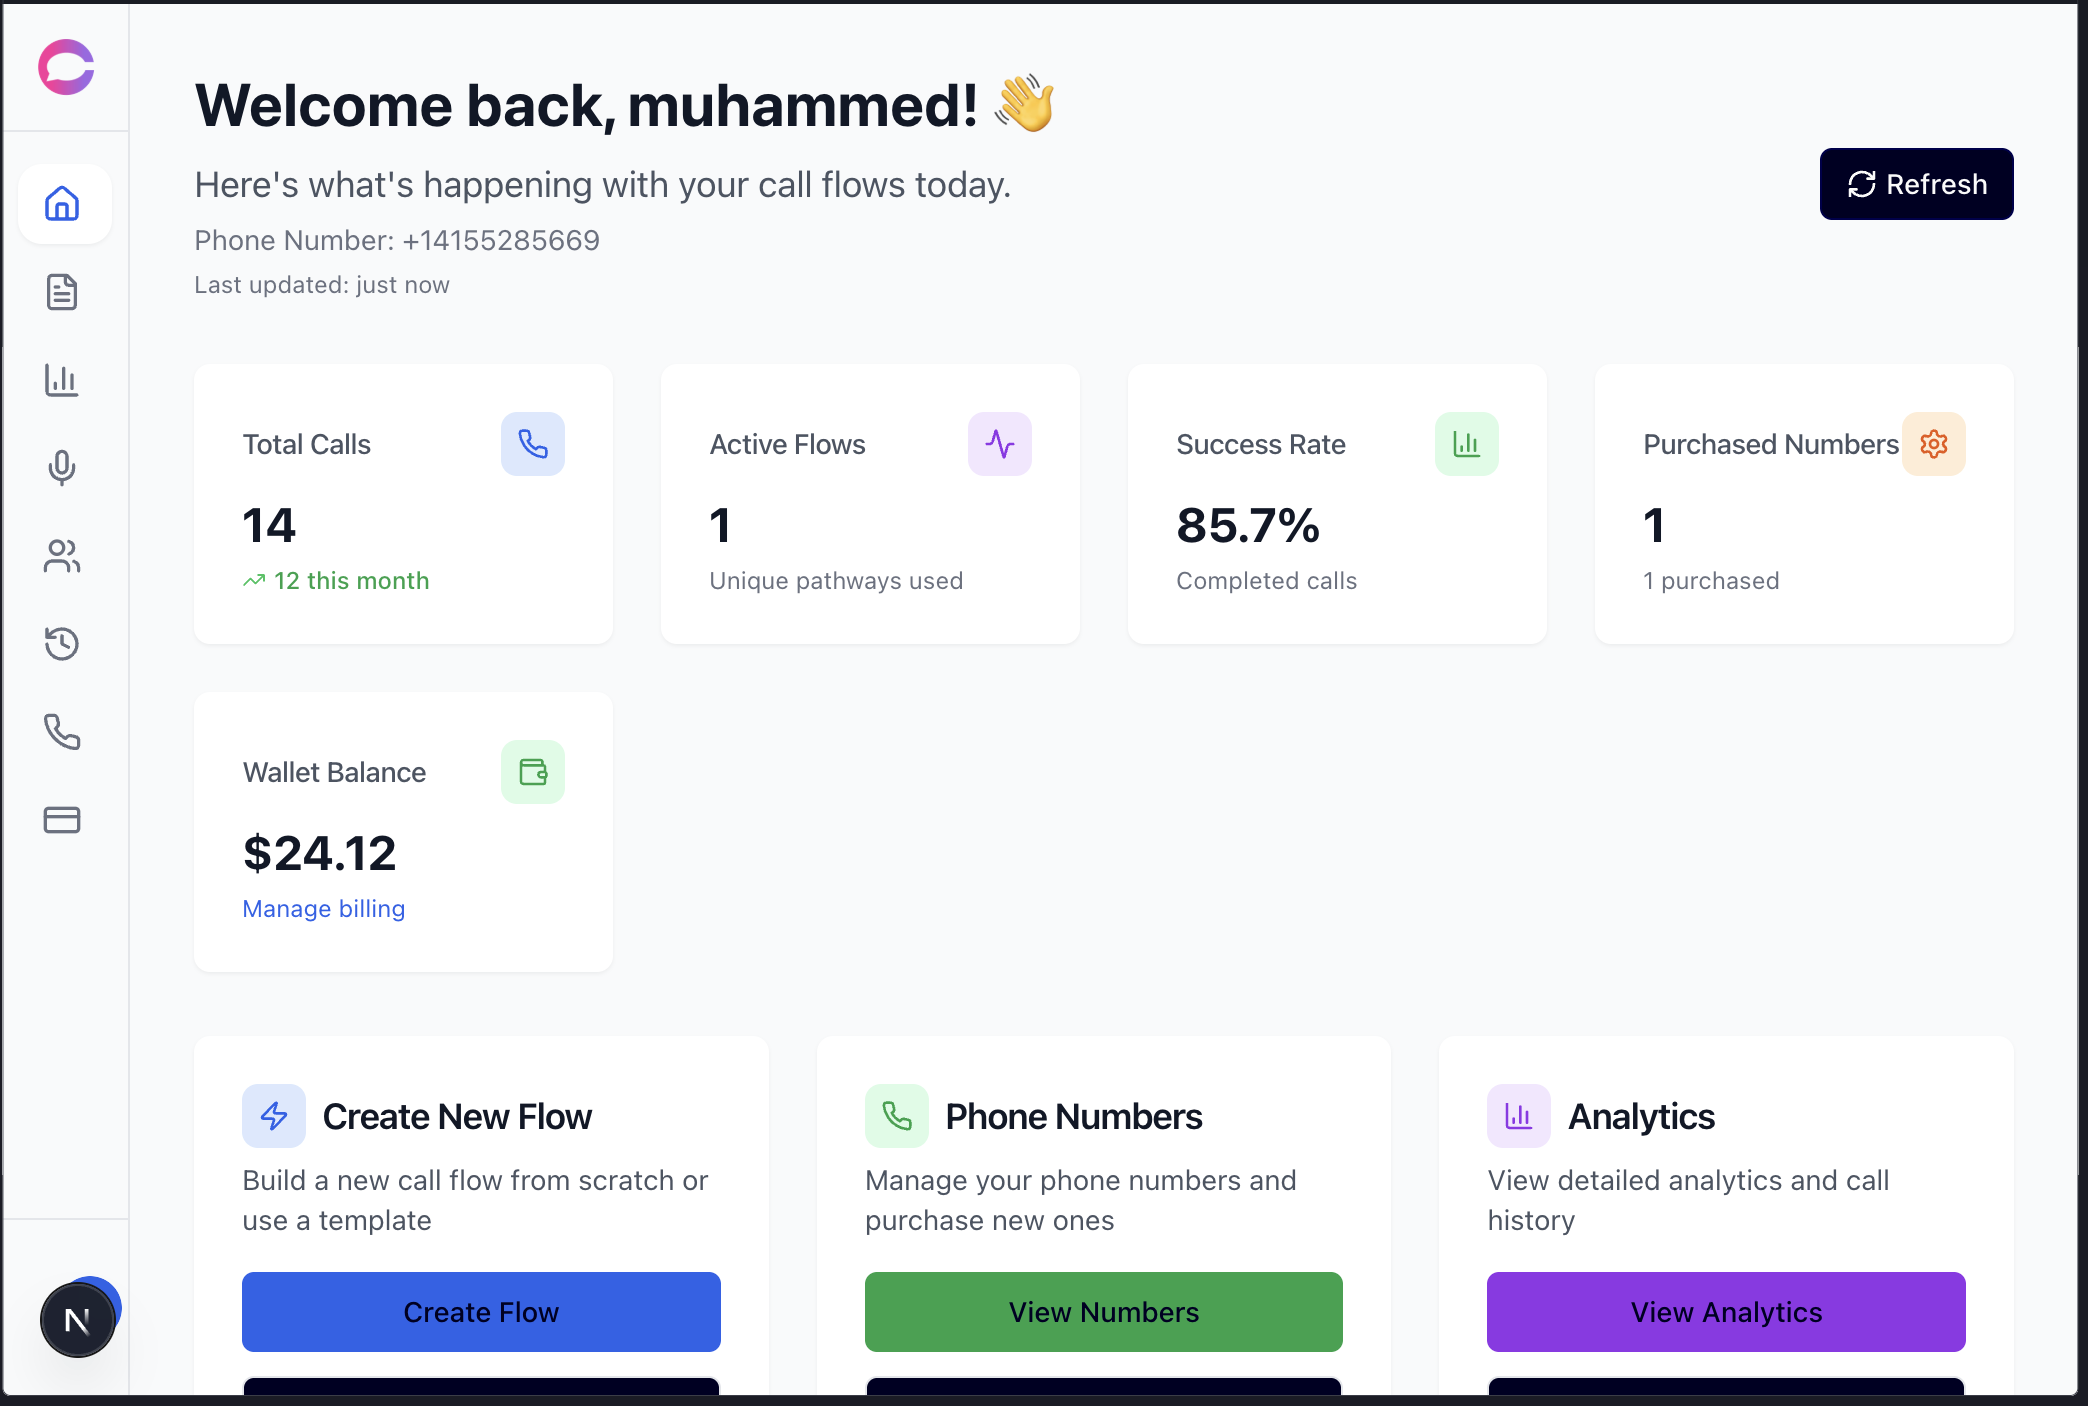 Welcome back, muhammed! 👋
Here's what's happening with your call flows today.
Phone Number: +14155285669
Last updated: just now
Refresh
Total Calls
14
12 this month
Active Flows
1
Unique pathways used
Success Rate
85.7%
Completed calls
Purchased Numbers
1
1 purchased
Wallet Balance
$24.12
Manage billing
Create New Flow
Build a new call flow from scratch or
use a template
Create Flow
Phone Numbers
Manage your phone numbers and
purchase new ones
View Numbers
Analytics
View detailed analytics and call
history
View Analytics
N